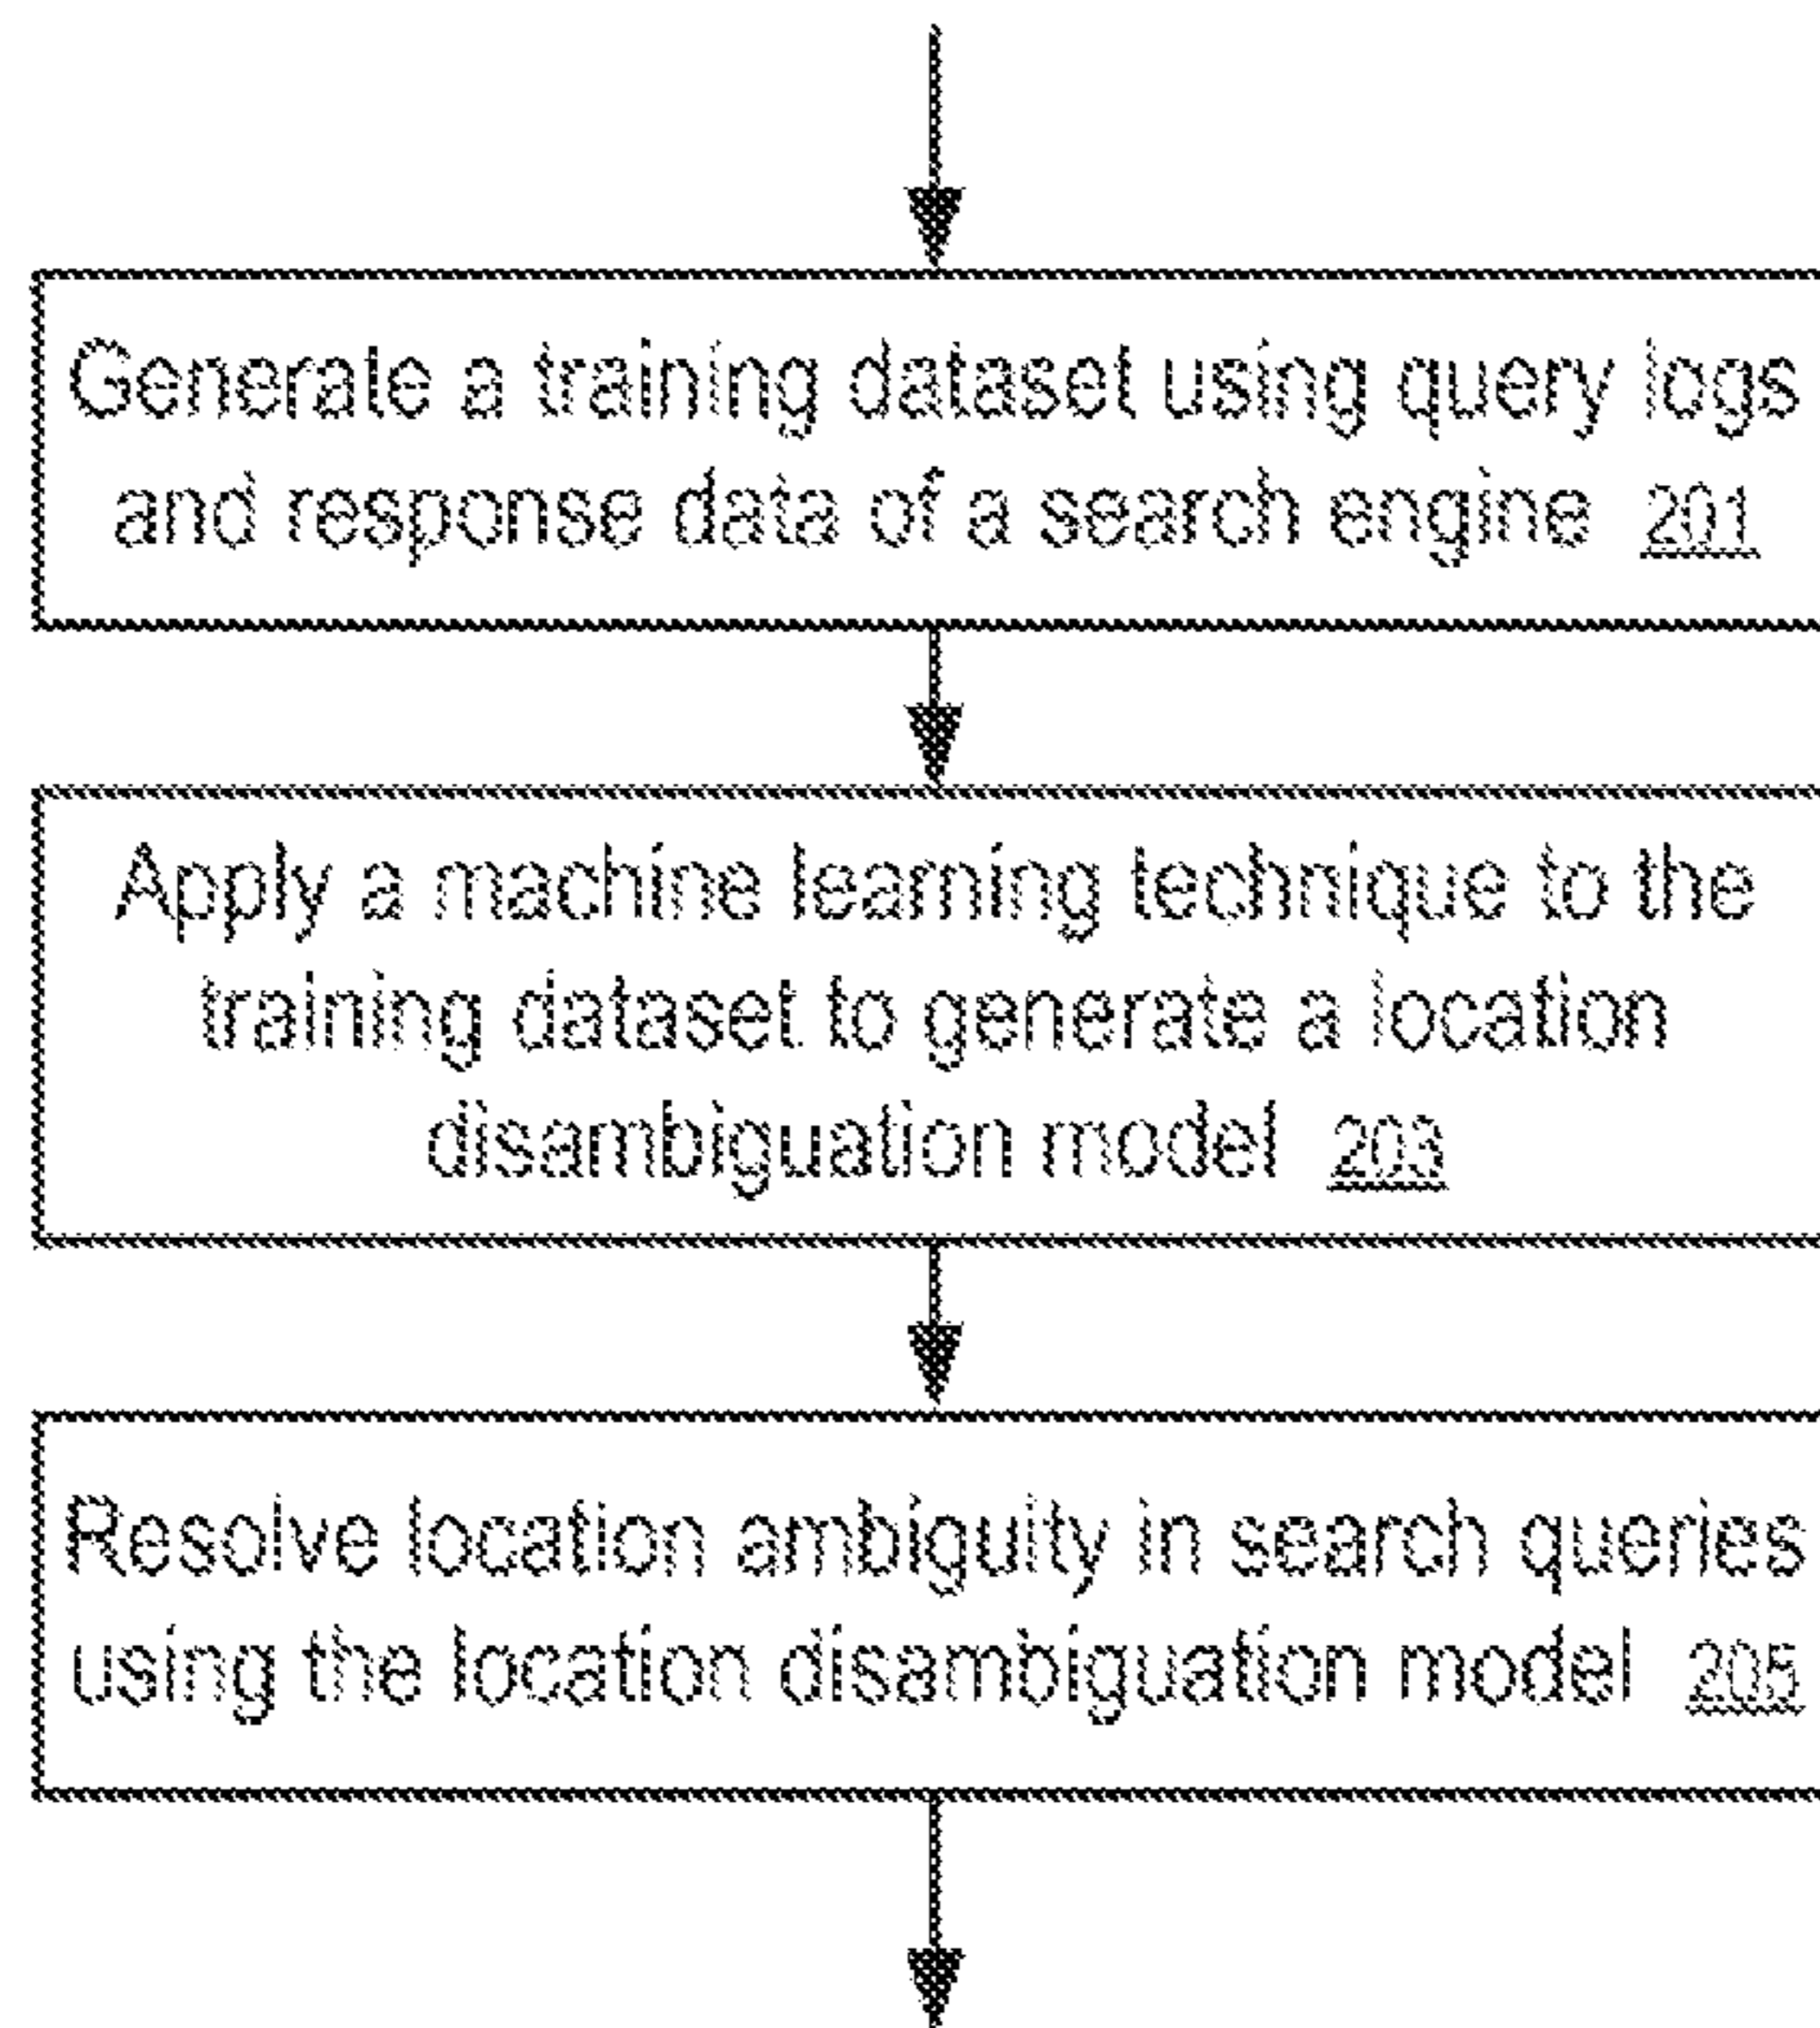 Generate a training dataset using query logs
and response data of a search engine 201
Apply a machine learning technique to the
training dataset to generate a location
disambiguation model 203
Resolve location ambiguity in search queries
using the location disambiguation model 205